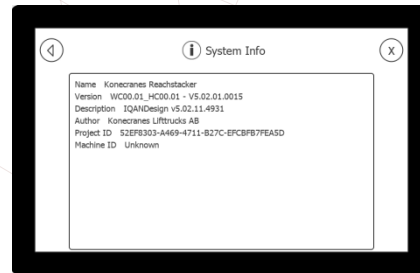 System Info
X
Name Konecranes Reachstacker
Version WC00.01_HC00.01 - V5.02.01.0015
Description IQANDesign v5.02.11.4931
Author Konecranes Lifttrucks AB
Project ID 52EF8303-A469-4711-B27C-EFCBFB7FEA5D
Machine ID Unknown